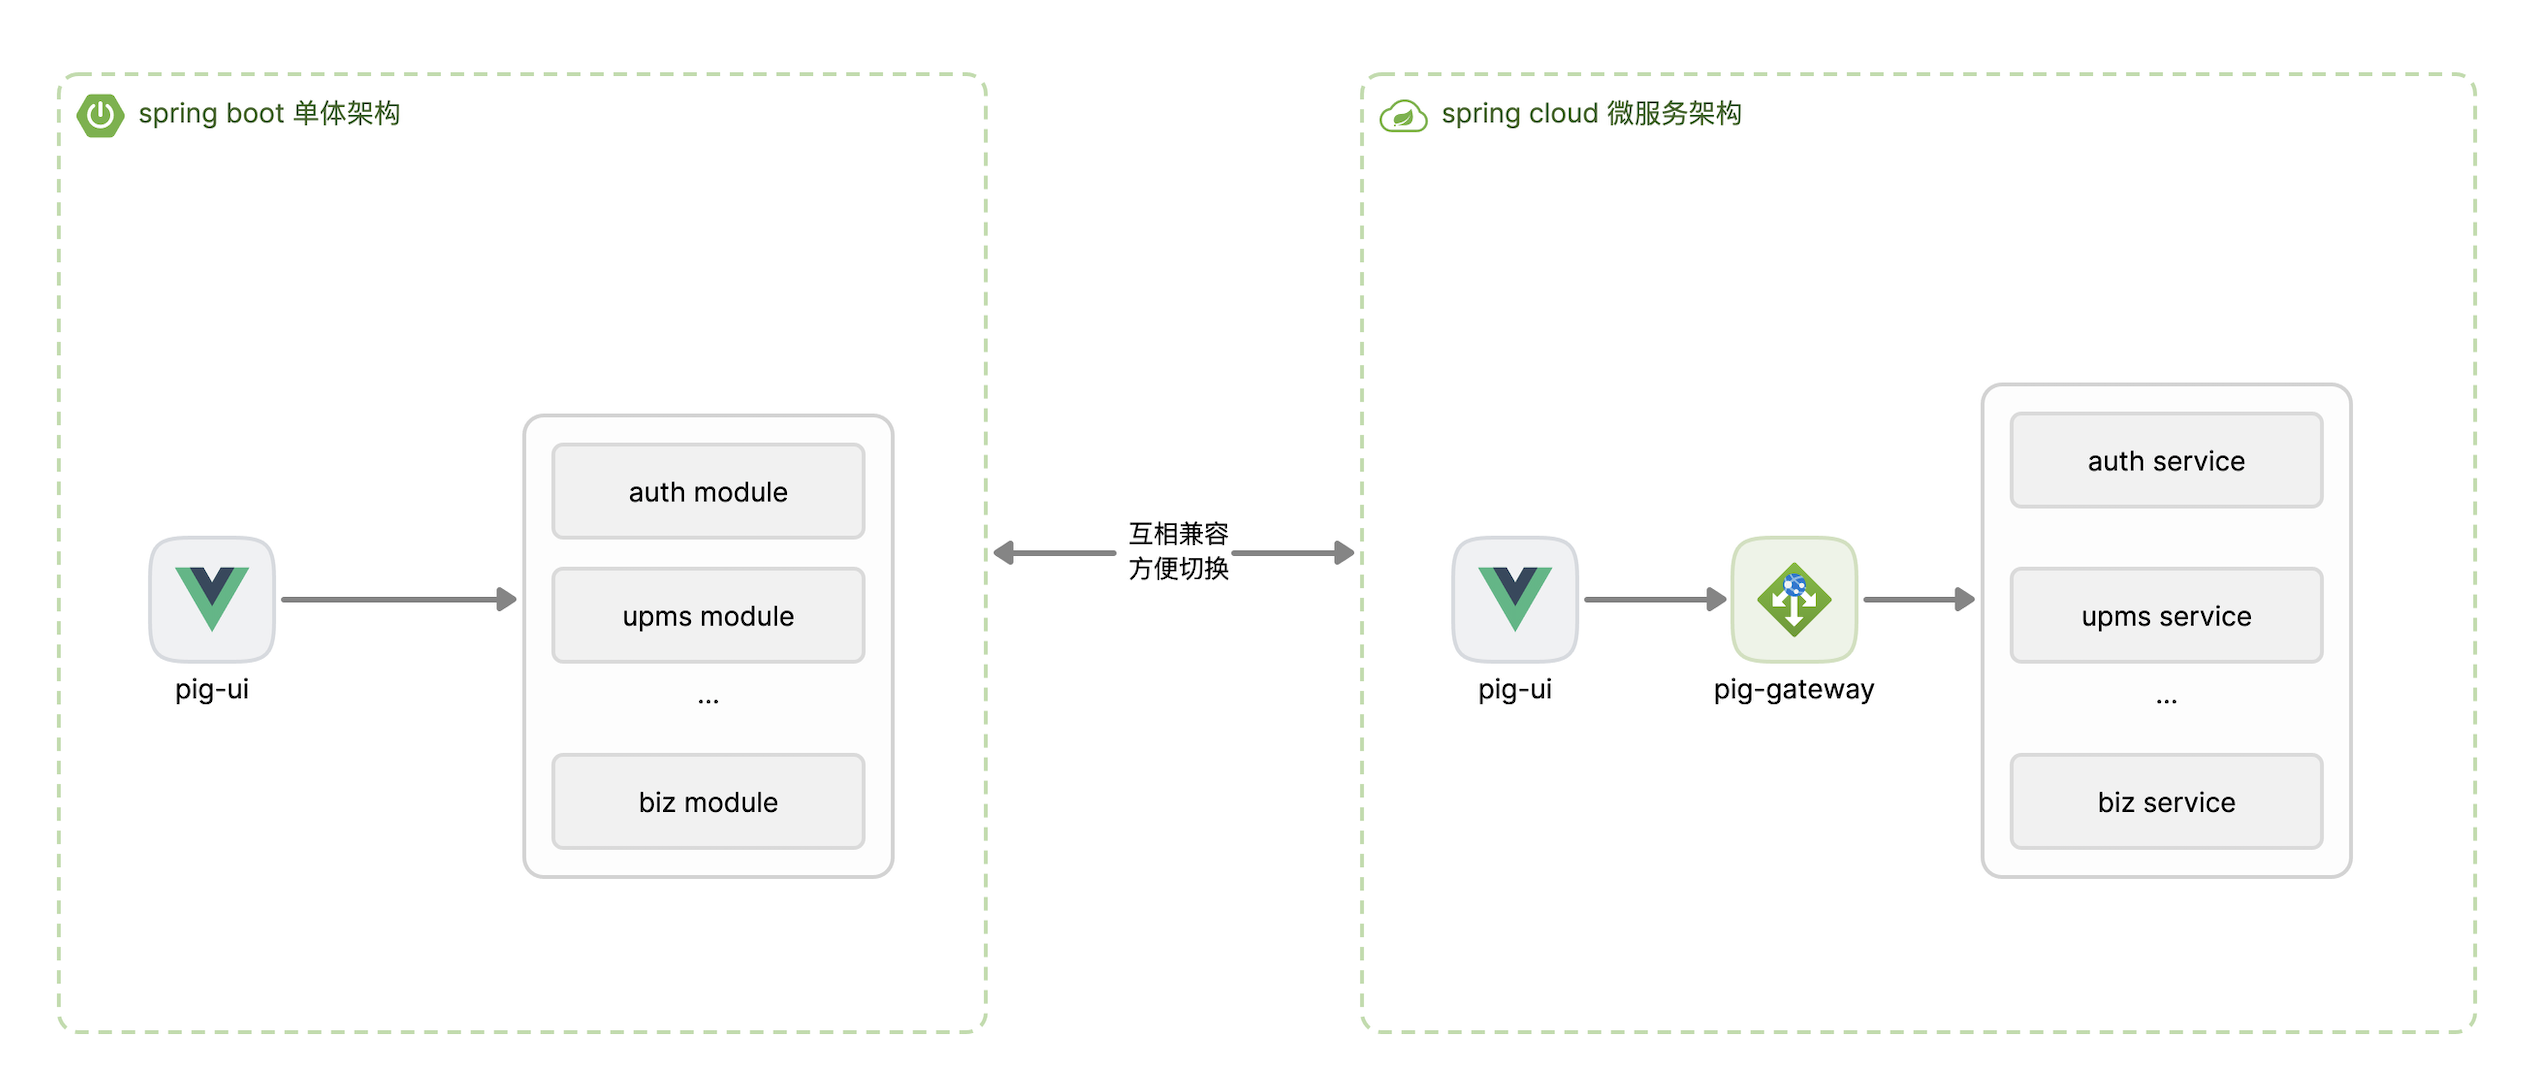 spring boot 单体架构
pig-ui
auth module
upms module
...
biz module
互相兼容
方便切换
spring cloud 微服务架构
pig-ui
pig-gateway
auth service
upms service
...
biz service